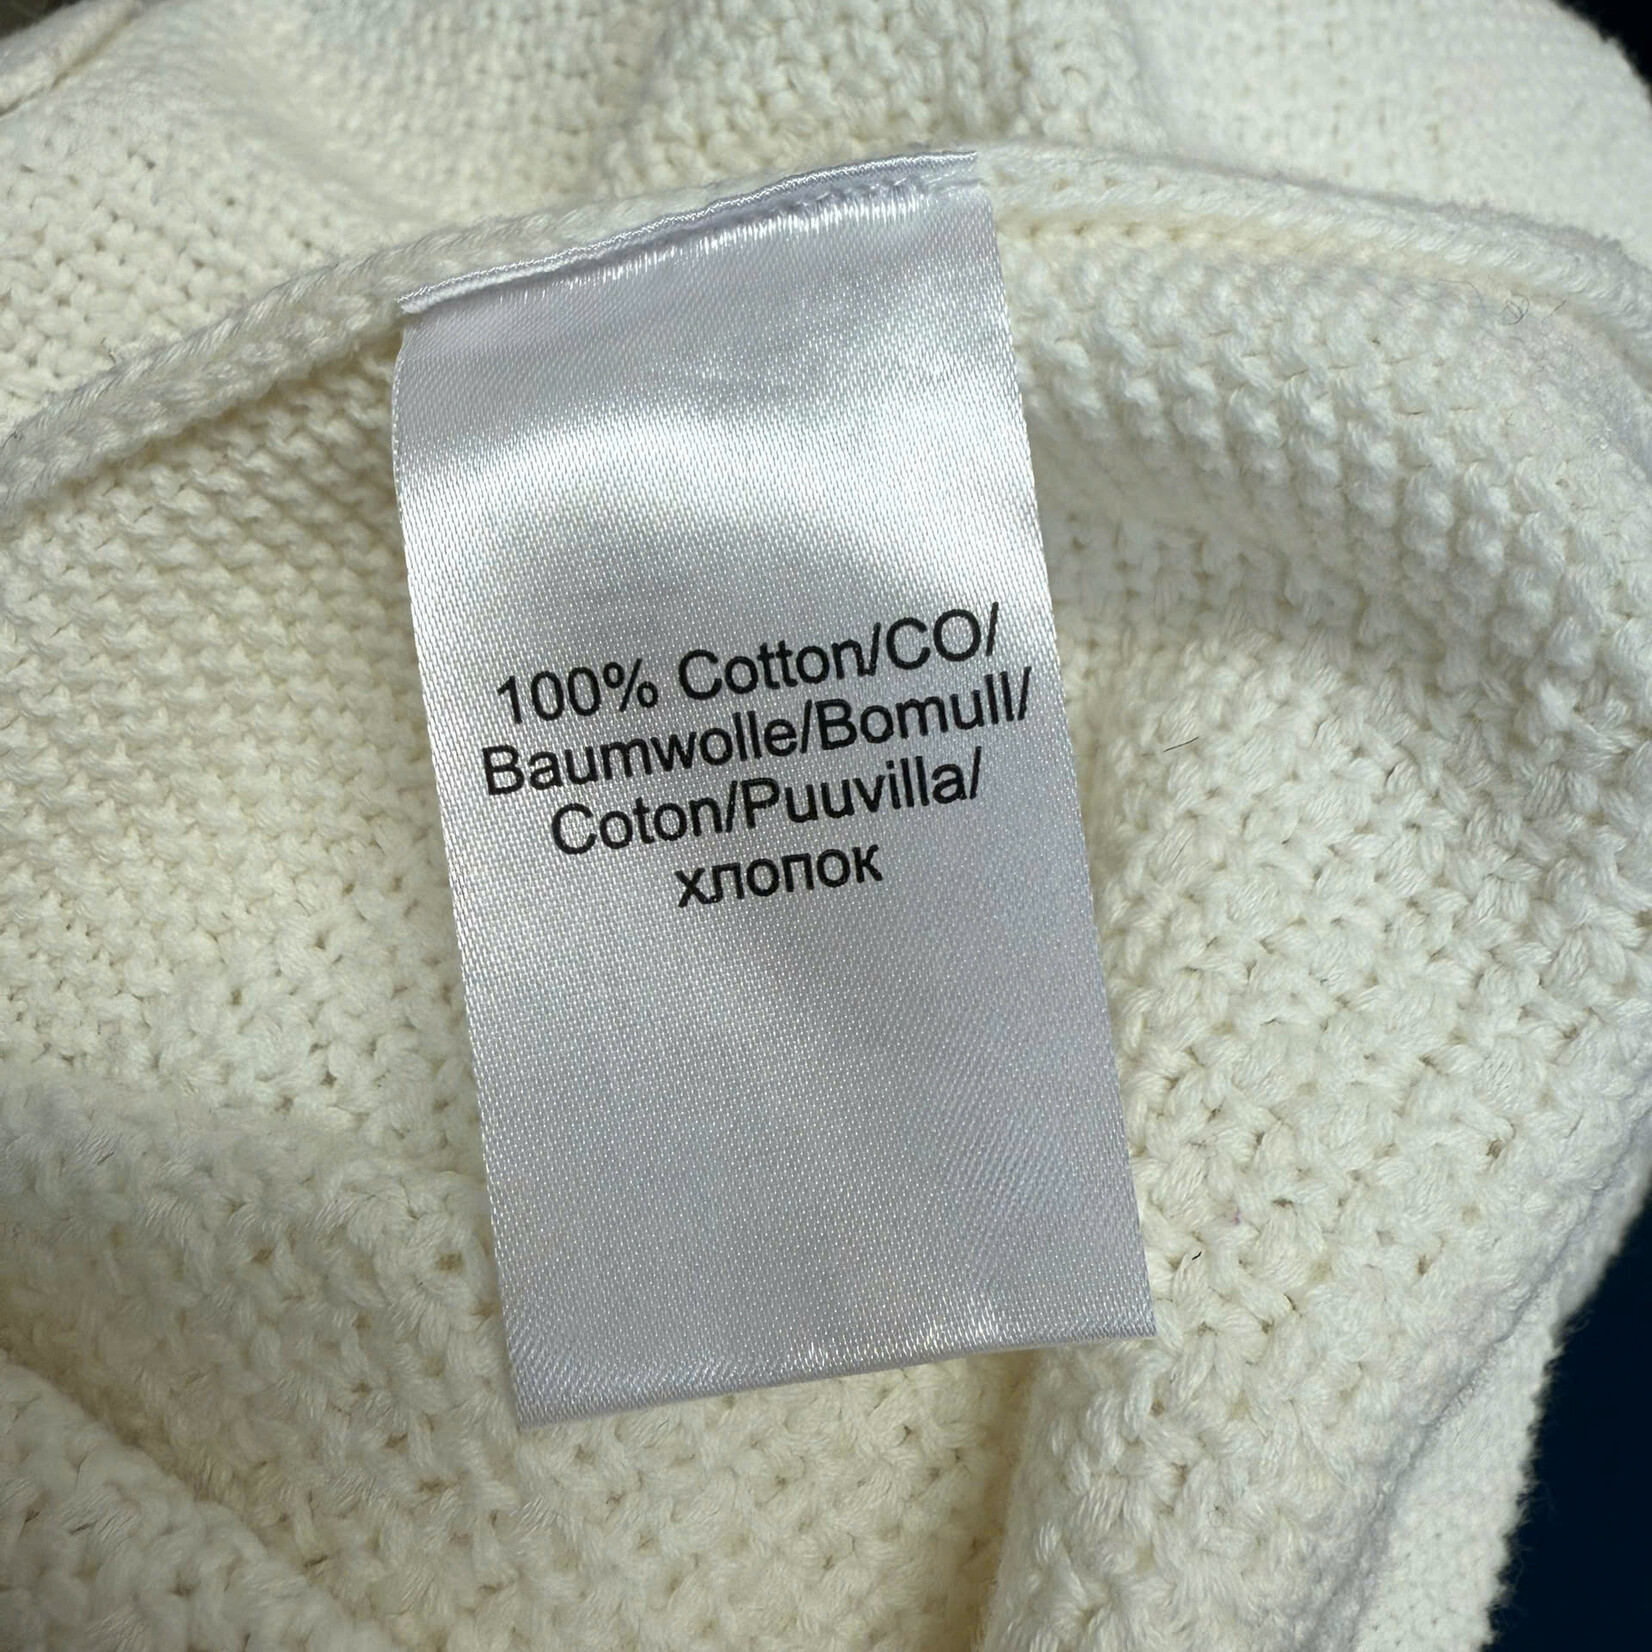 100% Cotton/CO/
Baumwolle/Bomull/
Coton/Puuvilla/
хлопок